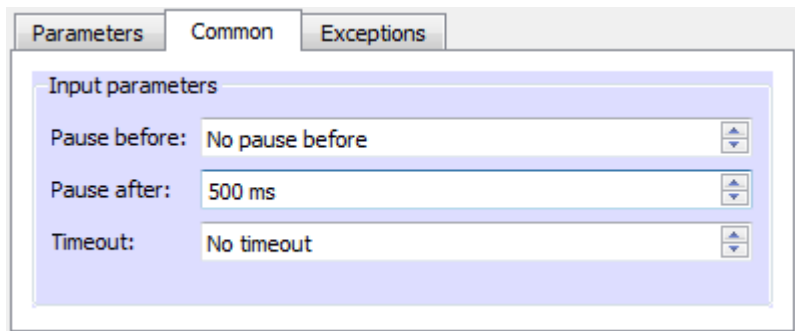 Parameters Common Exceptions
Input parameters
Pause before: No pause before
Pause after: 500 ms
Timeout: No timeout